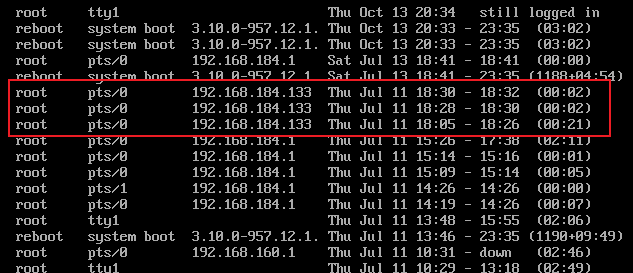 root     tty1                          Thu Oct 13 20:34   still logged in
reboot   system boot  3.10.0-957.12.1. Thu Oct 13 20:33 - 23:35  (03:02)
reboot   system boot  3.10.0-957.12.1. Thu Oct 13 20:33 - 23:35  (03:02)
root     pts/0        192.168.184.1    Sat Jul 13 18:41 - 18:41  (00:00)
reboot   system boot  3.10.0-957.12.1. Sat Jul 13 18:41 - 23:35 (1188+04:54)
root     pts/0        192.168.184.133  Thu Jul 11 18:30 - 18:32  (00:02)
root     pts/0        192.168.184.133  Thu Jul 11 18:28 - 18:30  (00:02)
root     pts/0        192.168.184.133  Thu Jul 11 18:05 - 18:26  (00:21)
root     pts/0        192.168.184.1    Thu Jul 11 15:26 - 17:38  (02:11)
root     pts/0        192.168.184.1    Thu Jul 11 15:14 - 15:16  (00:01)
root     pts/0        192.168.184.1    Thu Jul 11 15:09 - 15:14  (00:05)
root     pts/1        192.168.184.1    Thu Jul 11 14:26 - 14:26  (00:00)
root     pts/0        192.168.184.1    Thu Jul 11 14:19 - 14:26  (00:07)
root     tty1                          Thu Jul 11 13:48 - 15:55  (02:06)
reboot   system boot  3.10.0-957.12.1. Thu Jul 11 13:46 - 23:35 (1190+09:49)
root     pts/0        192.168.160.1    Thu Jul 11 10:31 - down   (02:46)
root     tty1                          Thu Jul 11 10:29 - 13:18  (02:49)